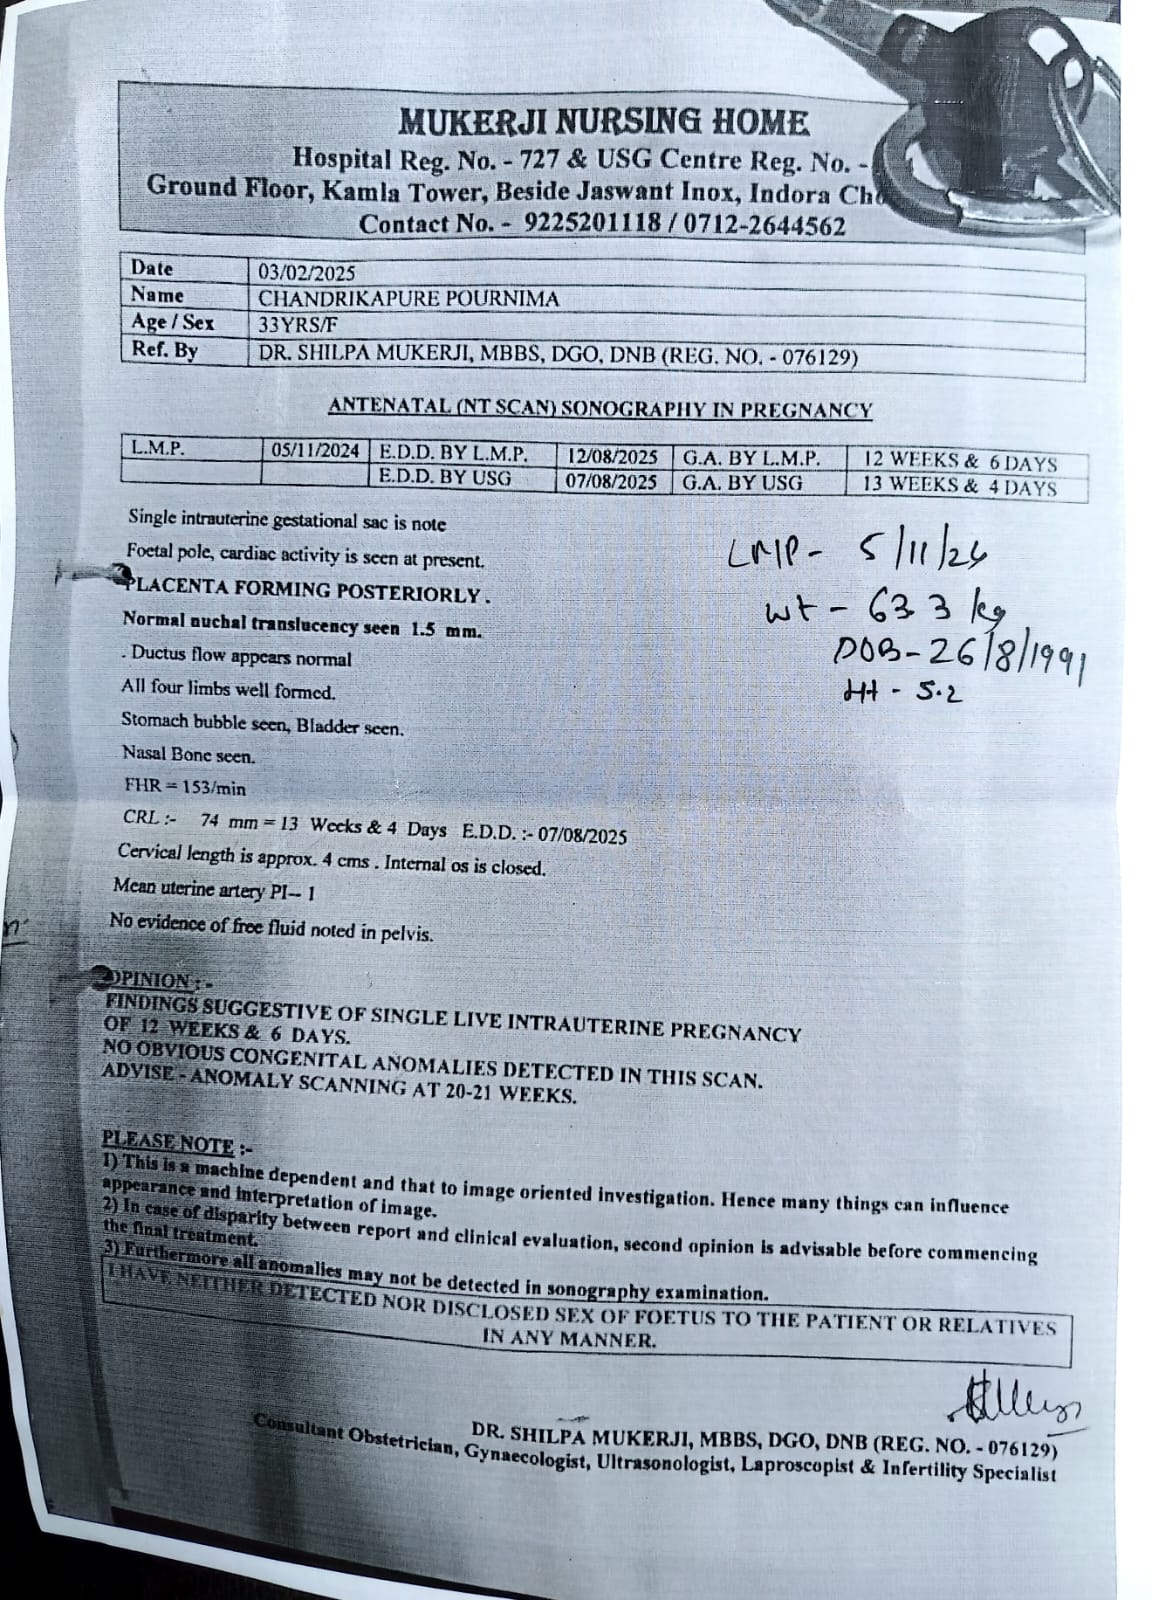 MUKERJI NURSING HOME
Hospital Reg. No. - 727 & USG Centre Reg. No. -
Ground Floor, Kamla Tower, Beside Jaswant Inox, Indora
Contact No. - 9225201118 / 0712-2644562
Date 03/02/2025
Name CHANDRIKAPURE POURNIMA
Age / Sex 33YRS/F
Ref. By DR. SHILPA MUKERJI, MBBS, DGO, DNB (REG. NO. - 076129)
ANTENATAL (NT SCAN) SONOGRAPHY IN PREGNANCY
L.M.P. 05/11/2024 E.D.D. BY L.M.P. 12/08/2025 G.A. BY L.M.P. 12 WEEKS & 6 DAYS
E.D.D. BY USG 07/08/2025 G.A. BY USG 13 WEEKS & 4 DAYS
Single intrauterine gestational sac is note
Foetal pole, cardiac activity is seen at present.
LMP - 5/11/24
PLACENTA FORMING POSTERIORLY .
wt - 63 3 kg
Normal nuchal translucency seen 1.5 mm.
DOB - 26/8/1991
. Ductus flow appears normal
Ht - 5.2
All four limbs well formed.
Stomach bubble seen, Bladder seen.
Nasal Bone seen.
FHR = 153/min
CRL :- 74 mm = 13 Weeks & 4 Days E.D.D. :- 07/08/2025
Cervical length is approx. 4 cms . Internal os is closed.
Mean uterine artery PI-- 1
No evidence of free fluid noted in pelvis.
OPINION : -
FINDINGS SUGGESTIVE OF SINGLE LIVE INTRAUTERINE PREGNANCY
OF 12 WEEKS & 6 DAYS.
NO OBVIOUS CONGENITAL ANOMALIES DETECTED IN THIS SCAN.
ADVISE - ANOMALY SCANNING AT 20-21 WEEKS.
PLEASE NOTE :-
1) This is a machine dependent and that to image oriented investigation. Hence many things can influence
appearance and interpretation of image.
2) In case of disparity between report and clinical evaluation, second opinion is advisable before commencing
the final treatment.
3) Furthermore all anomalies may not be detected in sonography examination.
I HAVE NEITHER DETECTED NOR DISCLOSED SEX OF FOETUS TO THE PATIENT OR RELATIVES
IN ANY MANNER.
DR. SHILPA MUKERJI, MBBS, DGO, DNB (REG. NO. - 076129)
Consultant Obstetrician, Gynaecologist, Ultrasonologist, Laproscopist & Infertility Specialist